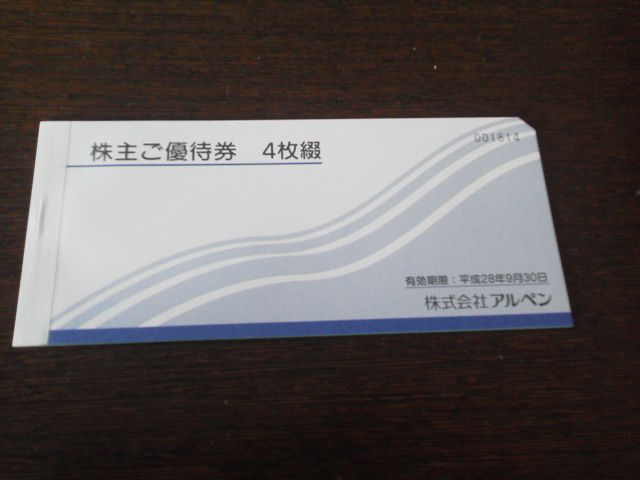 株主ご優待券 4枚綴
001814
有効期限：平成28年9月30日
株式会社 アルペン